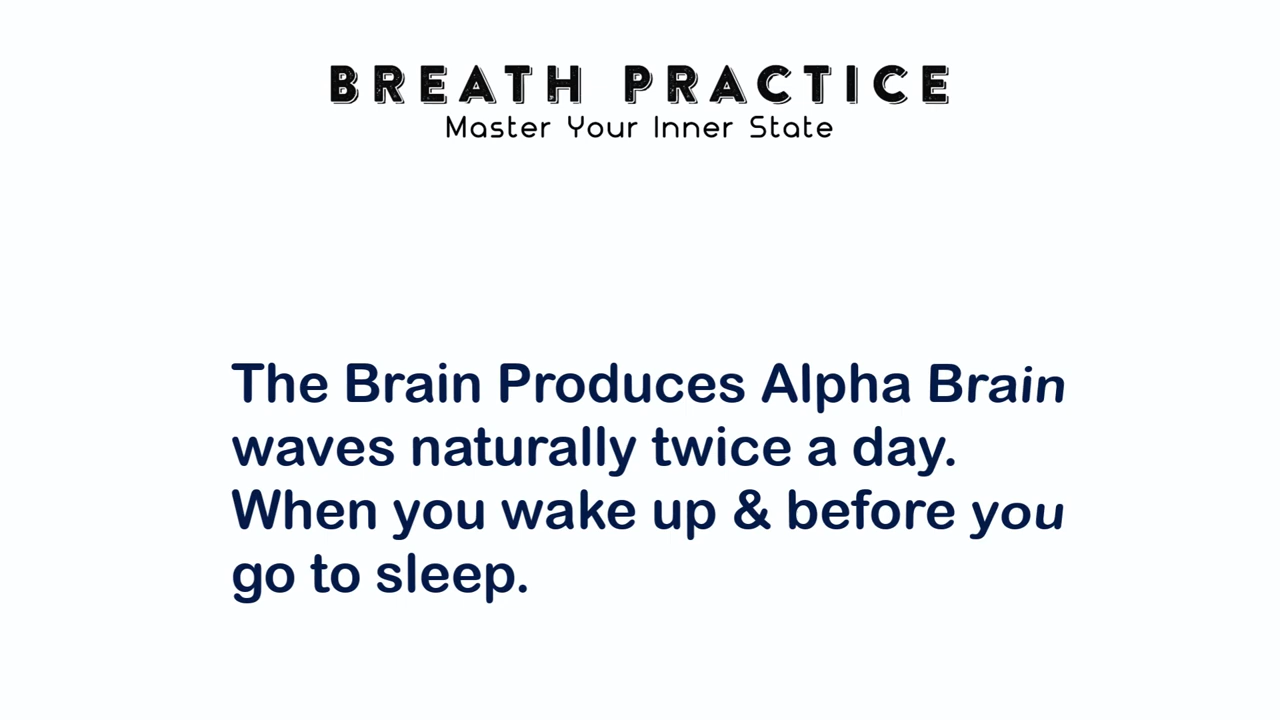 BREATH PRACTICE
Master Your Inner State
The Brain Produces Alpha Brain
waves naturally twice a day.
When you wake up & before you
go to sleep.